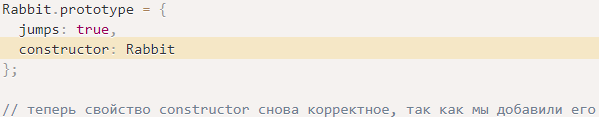 Rabbit.prototype = {
  jumps: true,
  constructor: Rabbit
};
// теперь свойство constructor снова корректное, так как мы добавили его